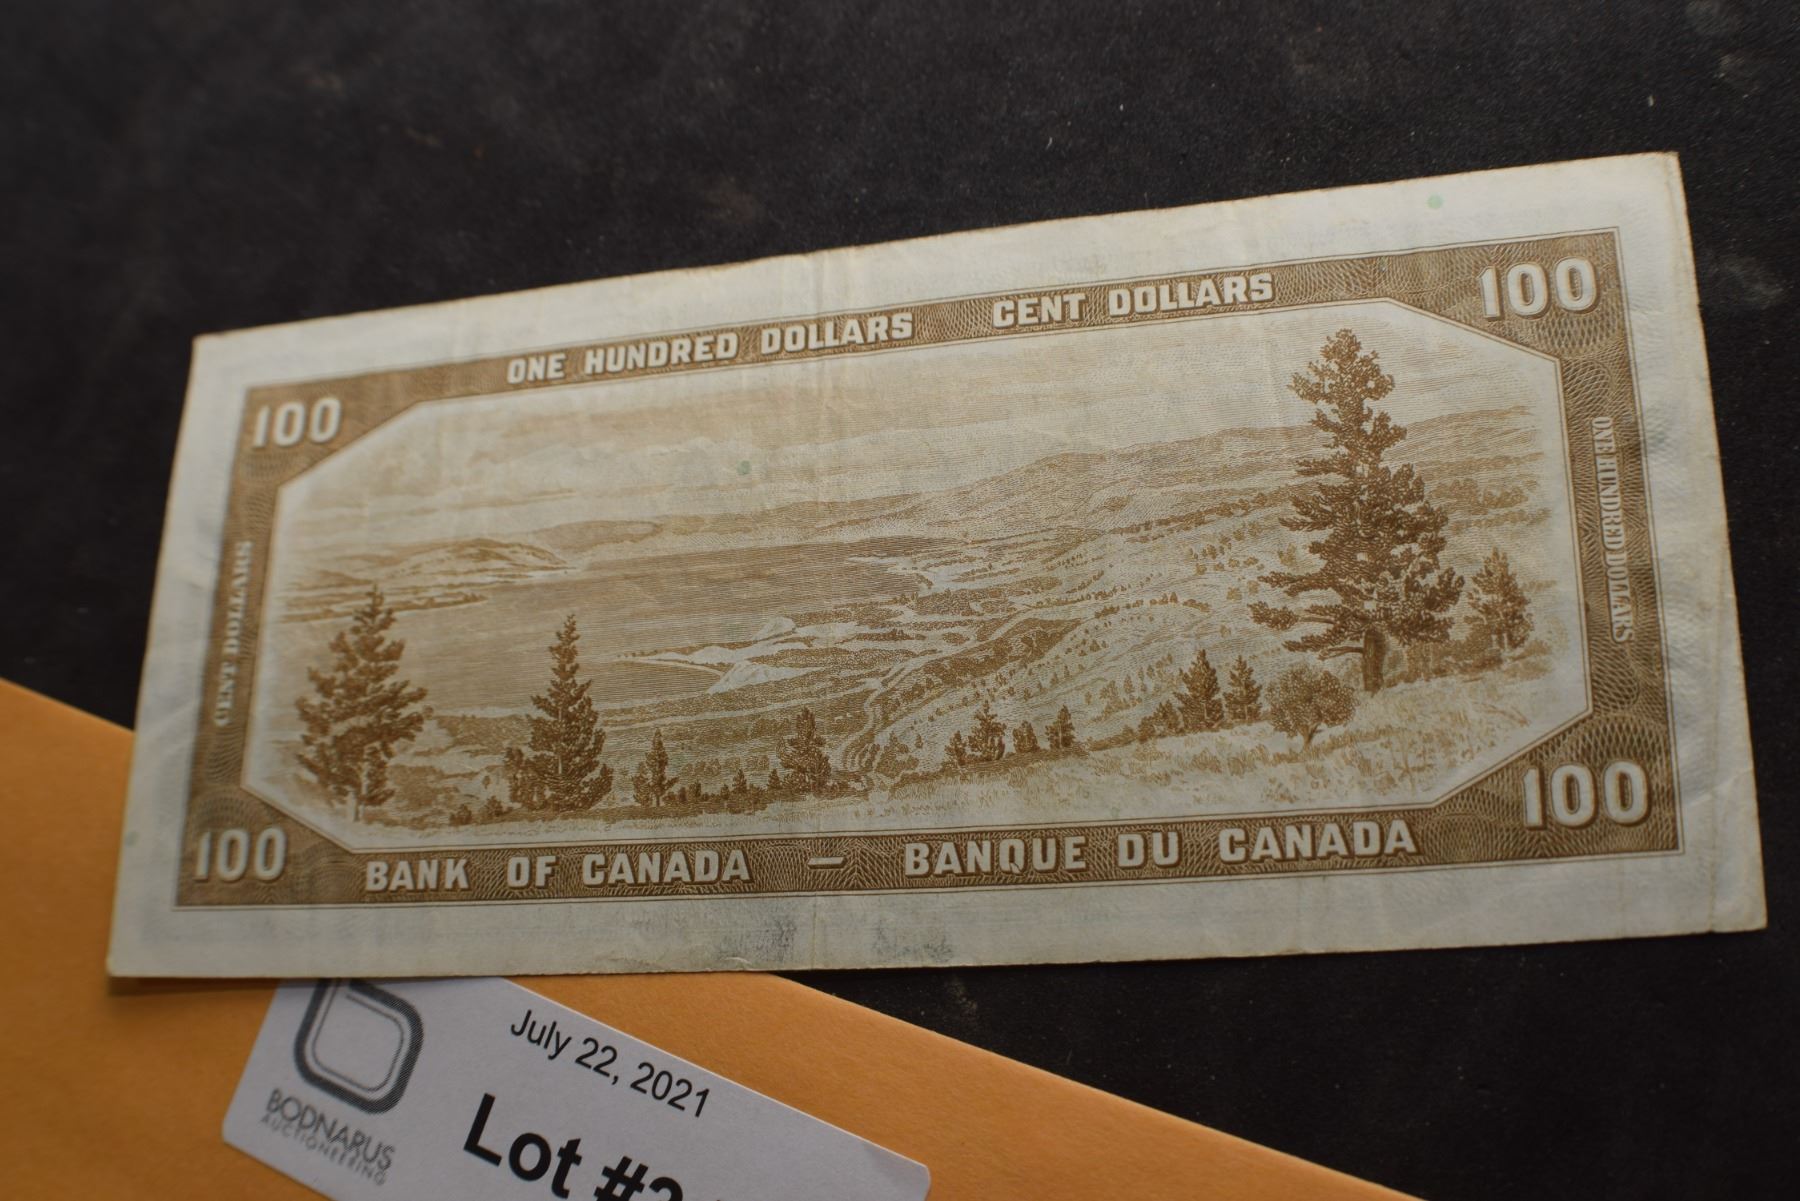 ONE HUNDRED DOLLARS CENT DOLLARS
100
100
CENT DOLLARS
ONE HUNDRED DOLLARS
100
100
BANK OF CANADA — BANQUE DU CANADA
July 22, 2021
BODNARUS
AUCTIONEERING
Lot #